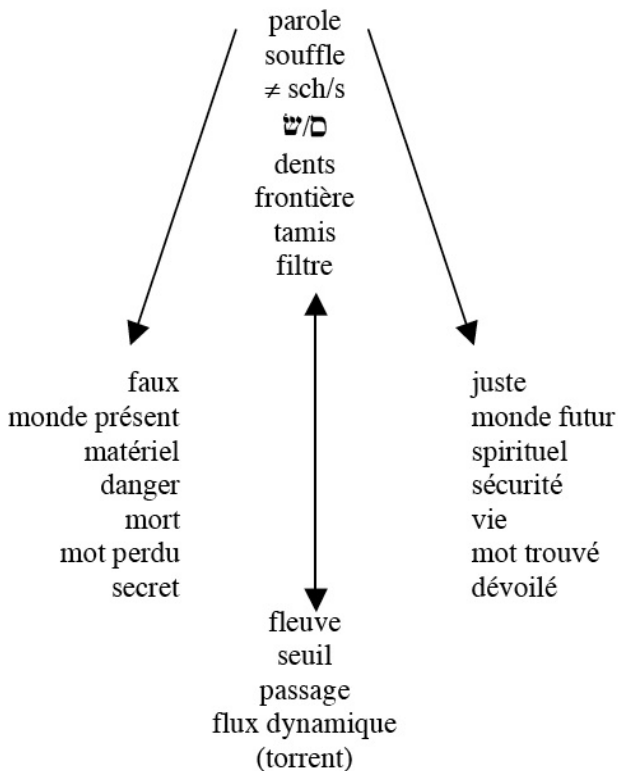 parole
souffle
≠ sch/s
שׂ/ס
dents
frontière
tamis
filtre
faux
monde présent
matériel
danger
mort
mot perdu
secret
juste
monde futur
spirituel
sécurité
vie
mot trouvé
dévoilé
fleuve
seuil
passage
flux dynamique
(torrent)